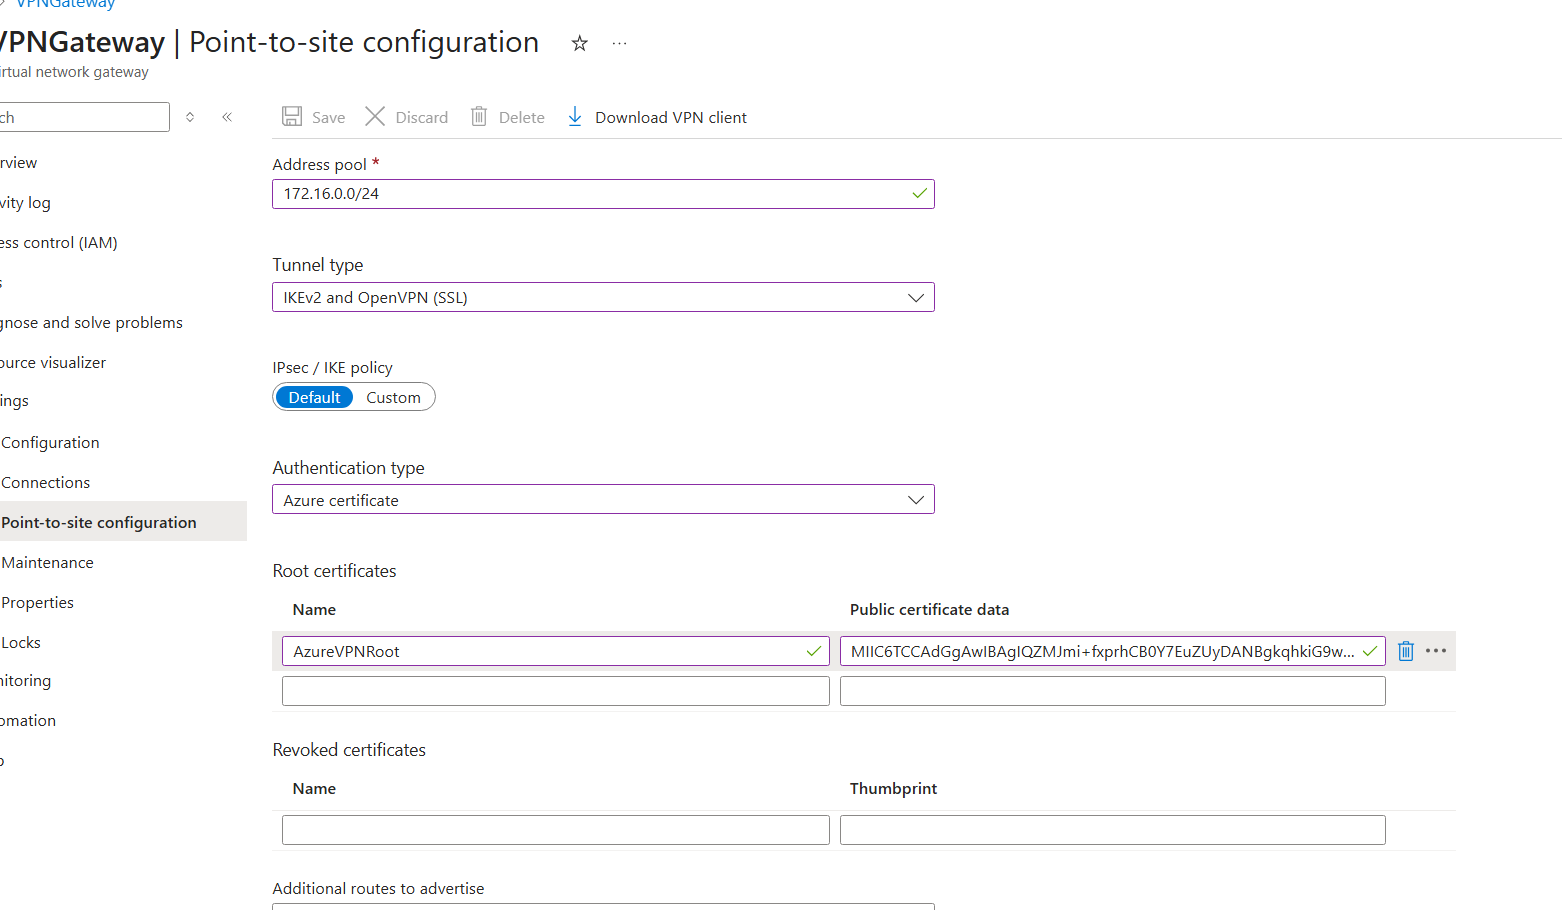 VPNGateway
VPNGateway | Point-to-site configuration
irtual network gateway
ch
Save
Discard
Delete
Download VPN client
rview
vity log
ess control (IAM)
s
gnose and solve problems
ource visualizer
ings
Configuration
Connections
Point-to-site configuration
Maintenance
Properties
Locks
nitoring
omation
Address pool *
172.16.0.0/24
Tunnel type
IKEv2 and OpenVPN (SSL)
IPsec / IKE policy
Default
Custom
Authentication type
Azure certificate
Root certificates
Name
Public certificate data
AzureVPNRoot
MIIC6TCCAdGgAwIBAgIQZMJmi+fxprhCB0Y7EuZUyDANBgkqhkiG9w...
Revoked certificates
Name
Thumbprint
Additional routes to advertise